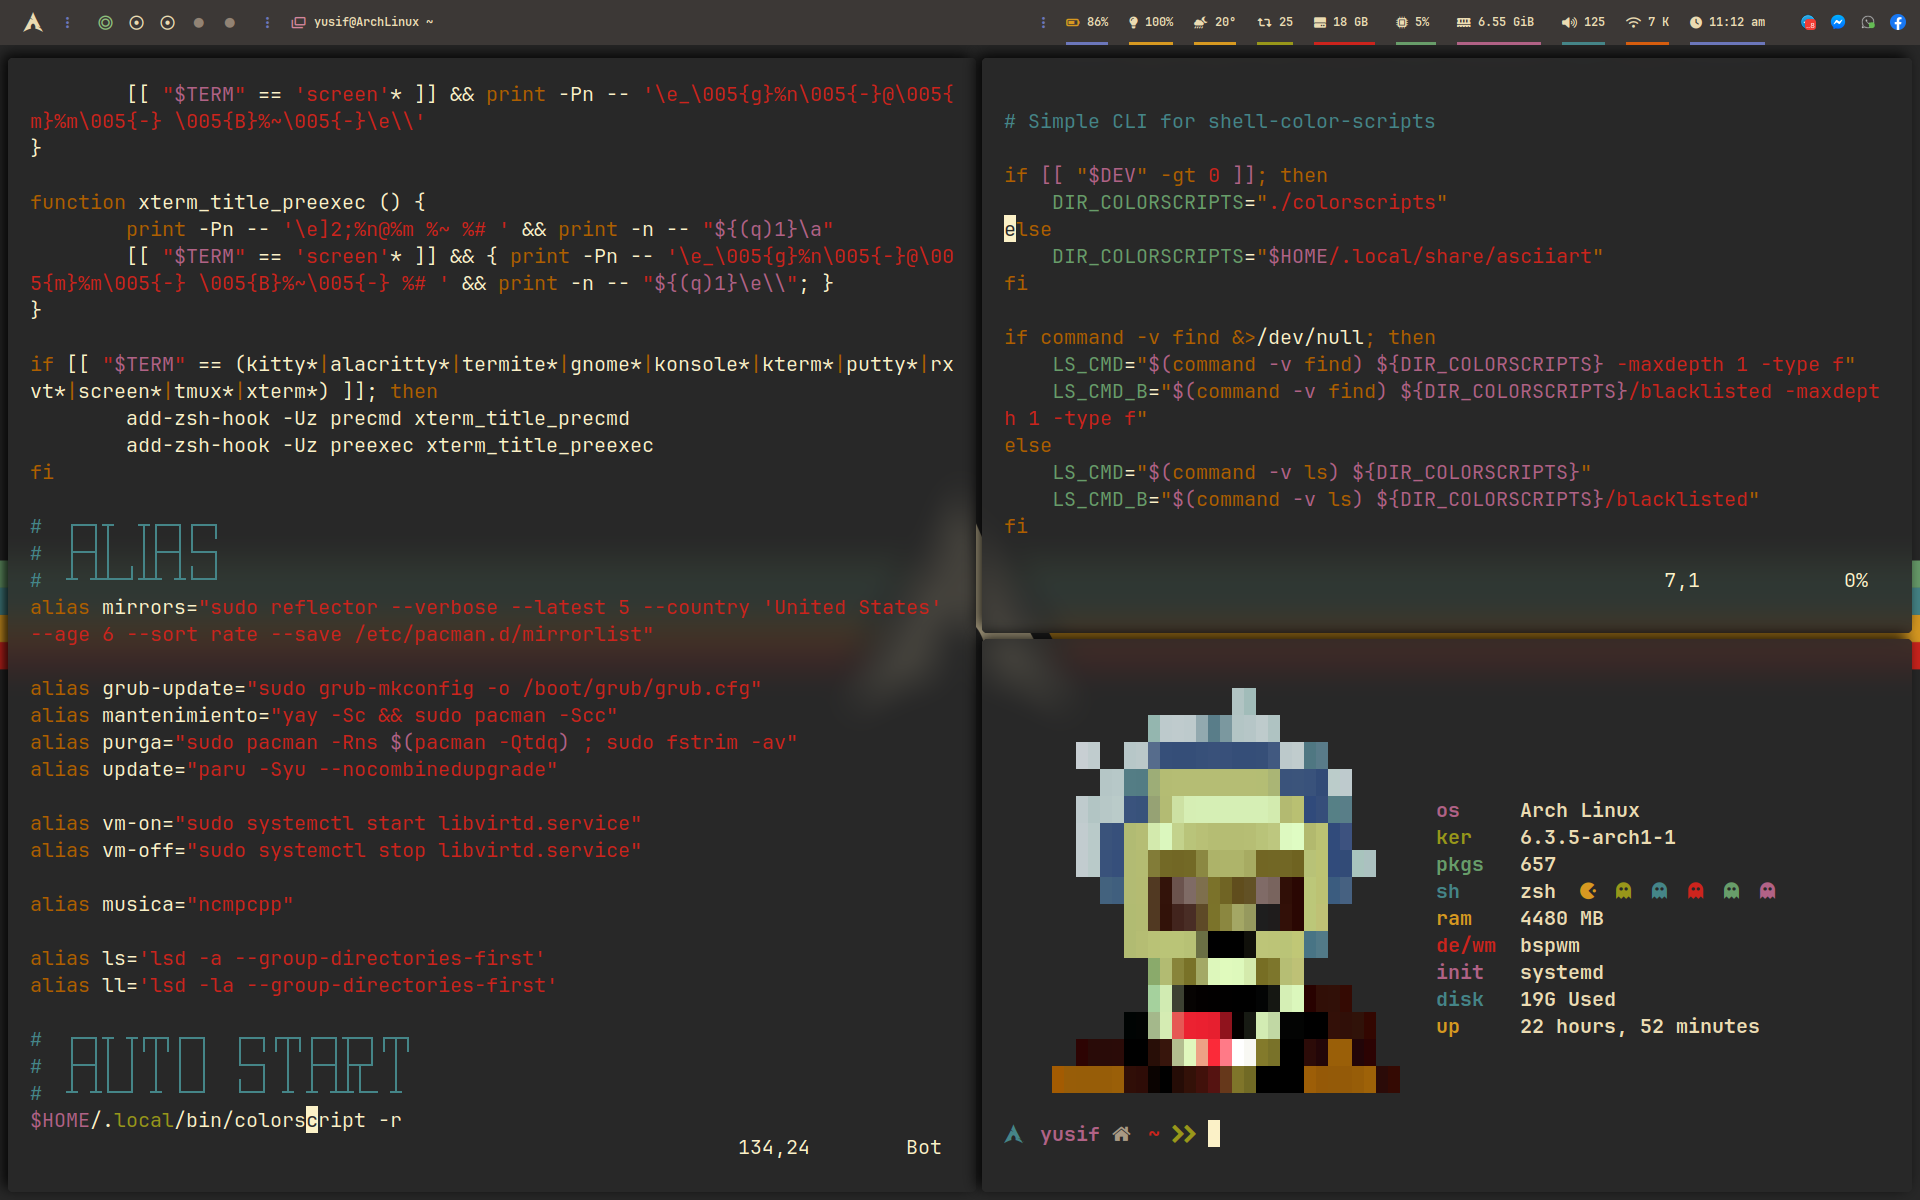 yusif@ArchLinux ~
86% 100% 20° 25 18 GB 5% 6.55 GiB 125 7 K 11:12 am
[[ "$TERM" == 'screen'* ]] && print -Pn -- '\e_\005{g}%n\005{-}@\005{
m}%m\005{-} \005{B}%~\005{-}\e\\'
}
function xterm_title_preexec () {
print -Pn -- '\e]2;%n@%m %~ %# ' && print -n -- "${(q)1}\a"
[[ "$TERM" == 'screen'* ]] && { print -Pn -- '\e_\005{g}%n\005{-}@\00
5{m}%m\005{-} \005{B}%~\005{-} %# ' && print -n -- "${(q)1}\e\\"; }
}
if [[ "$TERM" == (kitty*|alacritty*|termite*|gnome*|konsole*|kterm*|putty*|rx
vt*|screen*|tmux*|xterm*) ]]; then
add-zsh-hook -Uz precmd xterm_title_precmd
add-zsh-hook -Uz preexec xterm_title_preexec
fi
#
# ALIAS
#
alias mirrors="sudo reflector --verbose --latest 5 --country 'United States'
--age 6 --sort rate --save /etc/pacman.d/mirrorlist"
alias grub-update="sudo grub-mkconfig -o /boot/grub/grub.cfg"
alias mantenimiento="yay -Sc && sudo pacman -Scc"
alias purga="sudo pacman -Rns $(pacman -Qtdq) ; sudo fstrim -av"
alias update="paru -Syu --nocombinedupgrade"
alias vm-on="sudo systemctl start libvirtd.service"
alias vm-off="sudo systemctl stop libvirtd.service"
alias musica="ncmpcpp"
alias ls='lsd -a --group-directories-first'
alias ll='lsd -la --group-directories-first'
#
# AUTO START
#
$HOME/.local/bin/colorscript -r
134,24 Bot
# Simple CLI for shell-color-scripts
if [[ "$DEV" -gt 0 ]]; then
DIR_COLORSCRIPTS="./colorscripts"
else
DIR_COLORSCRIPTS="$HOME/.local/share/asciiart"
fi
if command -v find &>/dev/null; then
LS_CMD="$(command -v find) ${DIR_COLORSCRIPTS} -maxdepth 1 -type f"
LS_CMD_B="$(command -v find) ${DIR_COLORSCRIPTS}/blacklisted -maxdept
h 1 -type f"
else
LS_CMD="$(command -v ls) ${DIR_COLORSCRIPTS}"
LS_CMD_B="$(command -v ls) ${DIR_COLORSCRIPTS}/blacklisted"
fi
7,1 0%
os Arch Linux
ker 6.3.5-arch1-1
pkgs 657
sh zsh
ram 4480 MB
de/wm bspwm
init systemd
disk 19G Used
up 22 hours, 52 minutes
yusif ~